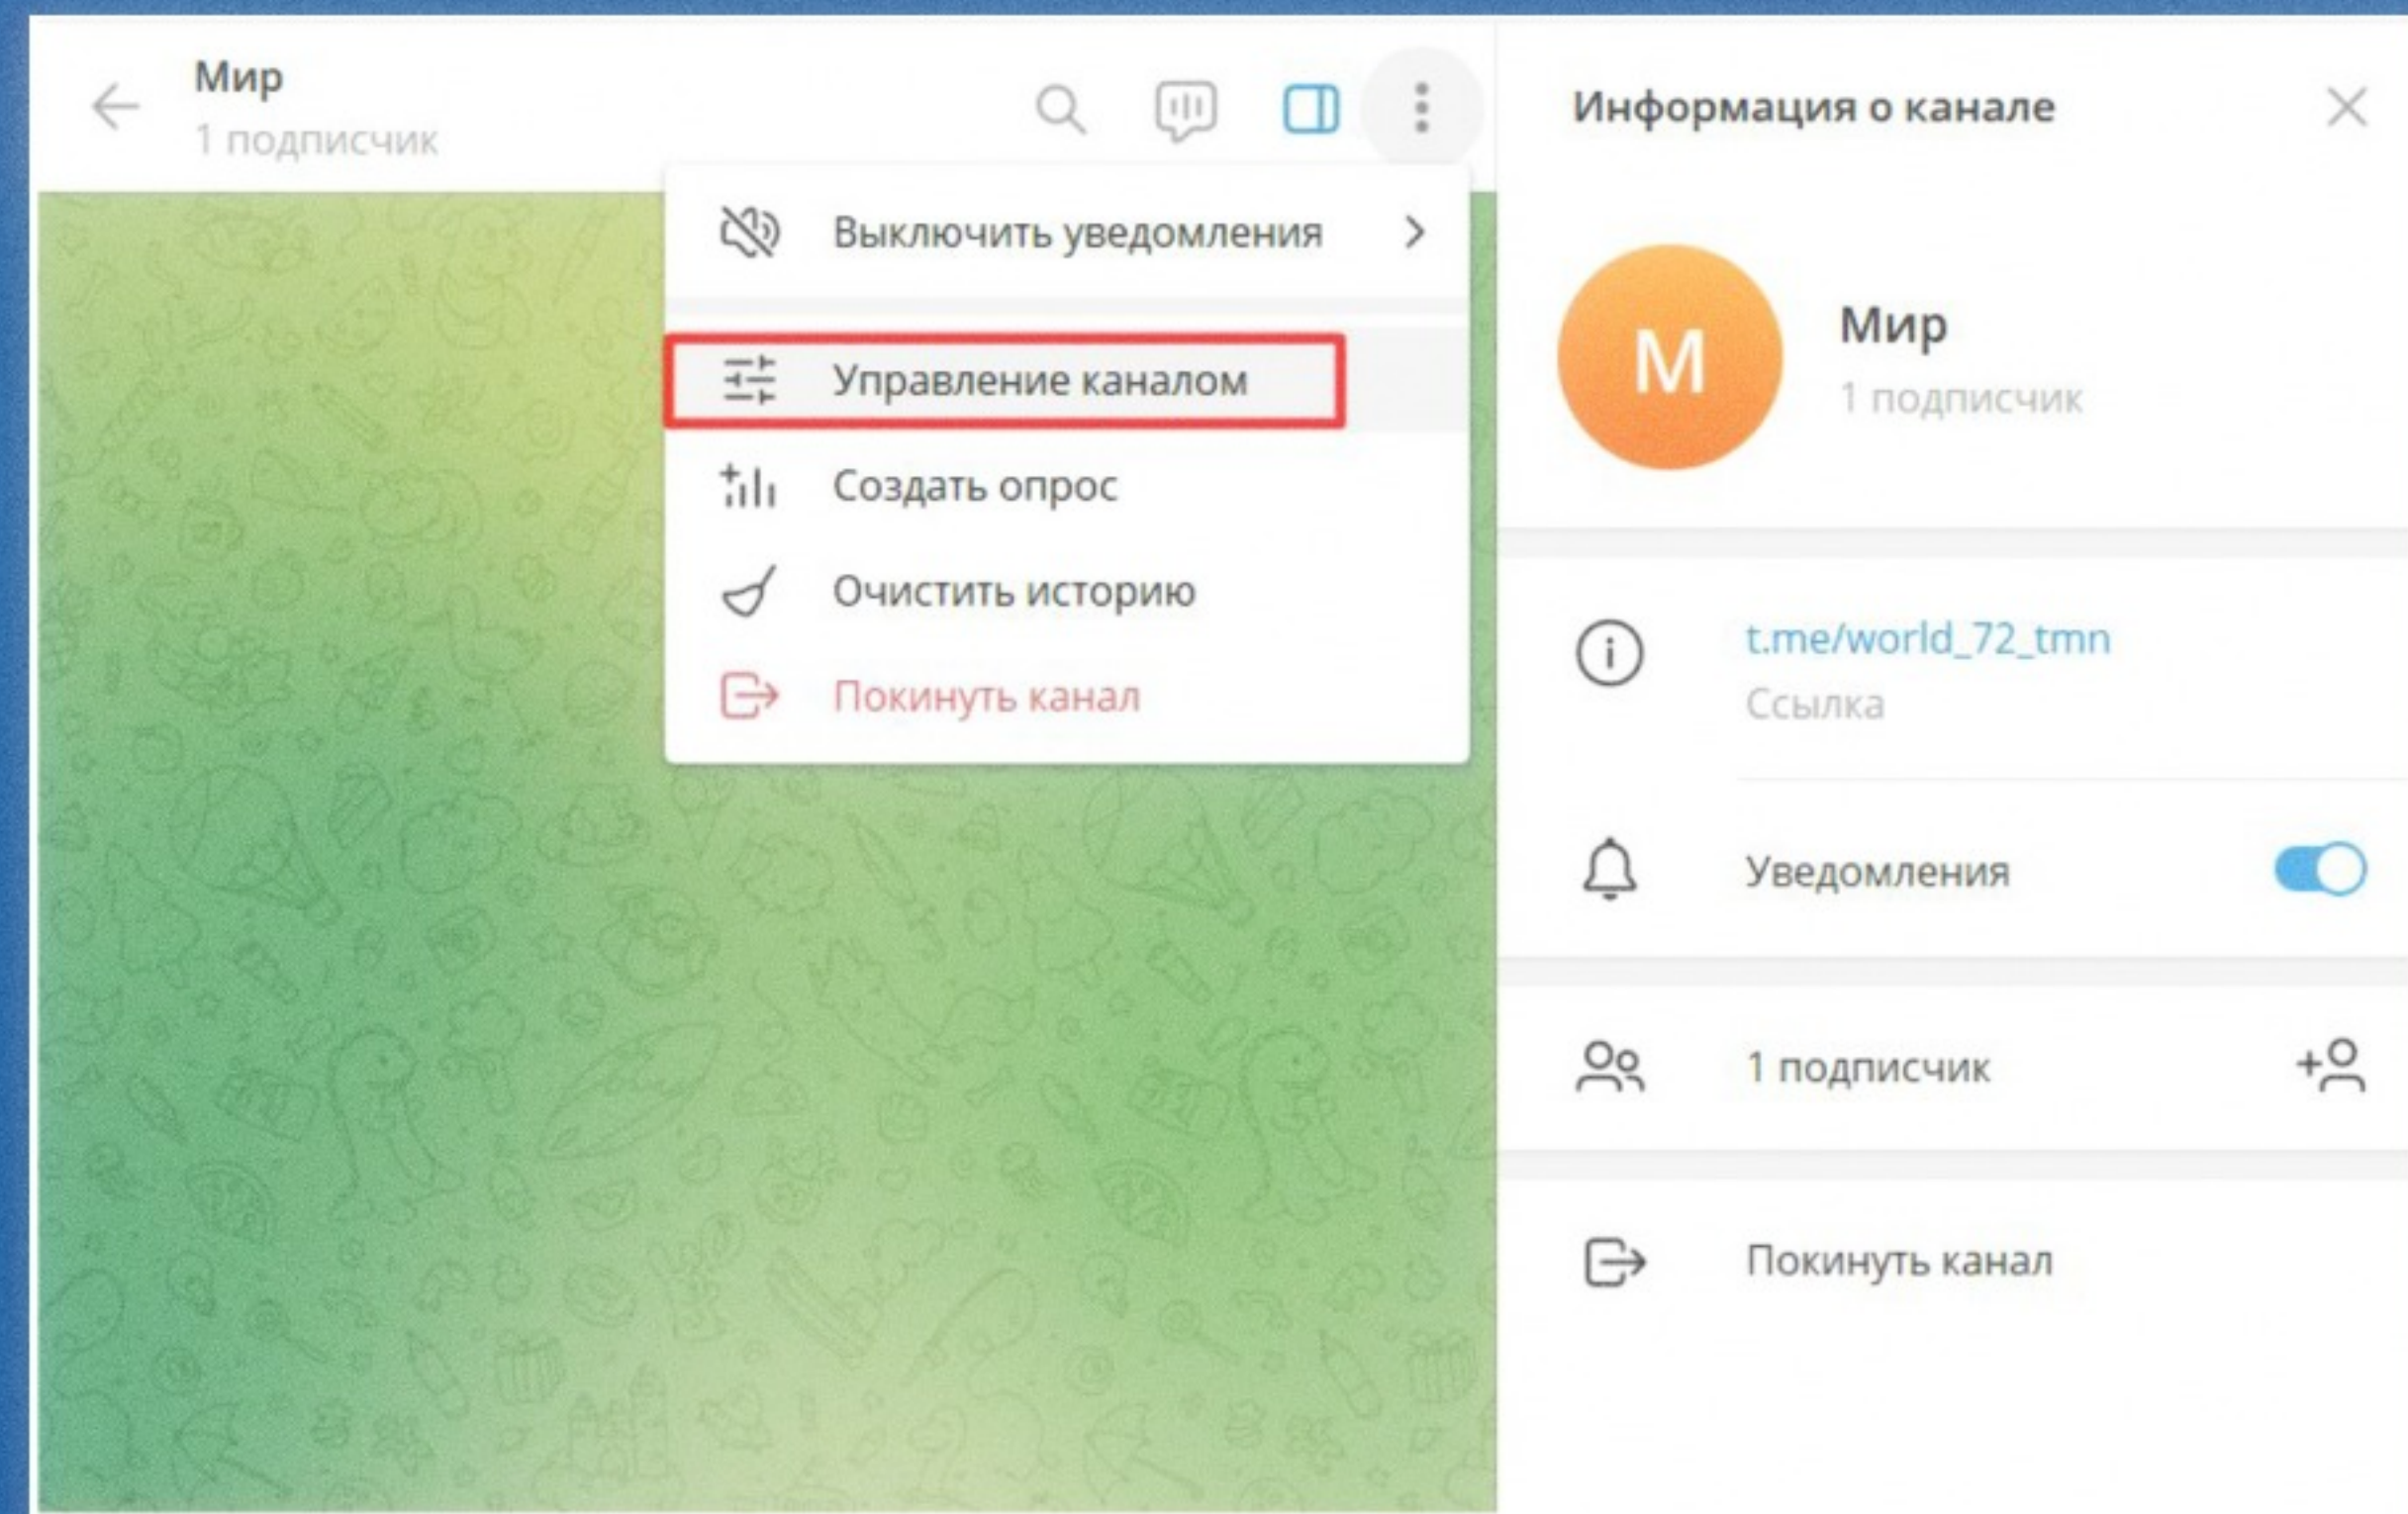 Мир
1 подписчик
Выключить уведомления
Управление каналом
Создать опрос
Очистить историю
Покинуть канал
Информация о канале
М
Мир
1 подписчик
t.me/world_72_tmn
Ссылка
Уведомления
1 подписчик
Покинуть канал